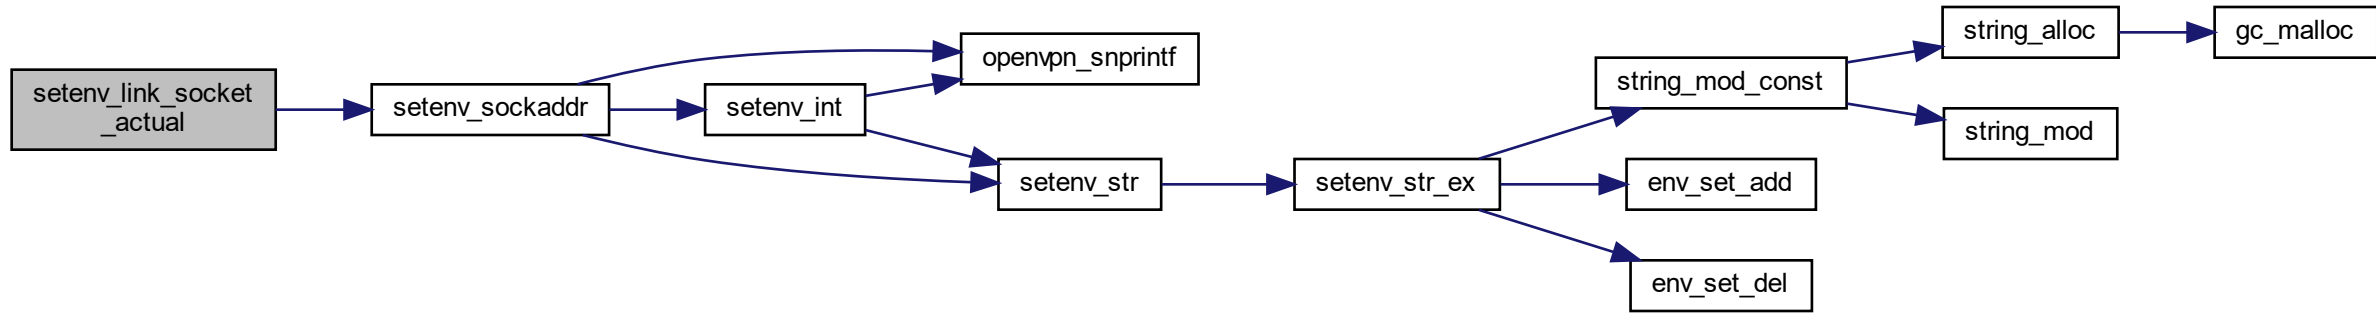 setenv_link_socket
_actual
setenv_sockaddr
openvpn_snprintf
setenv_int
setenv_str
setenv_str_ex
string_mod_const
string_alloc
gc_malloc
string_mod
env_set_add
env_set_del